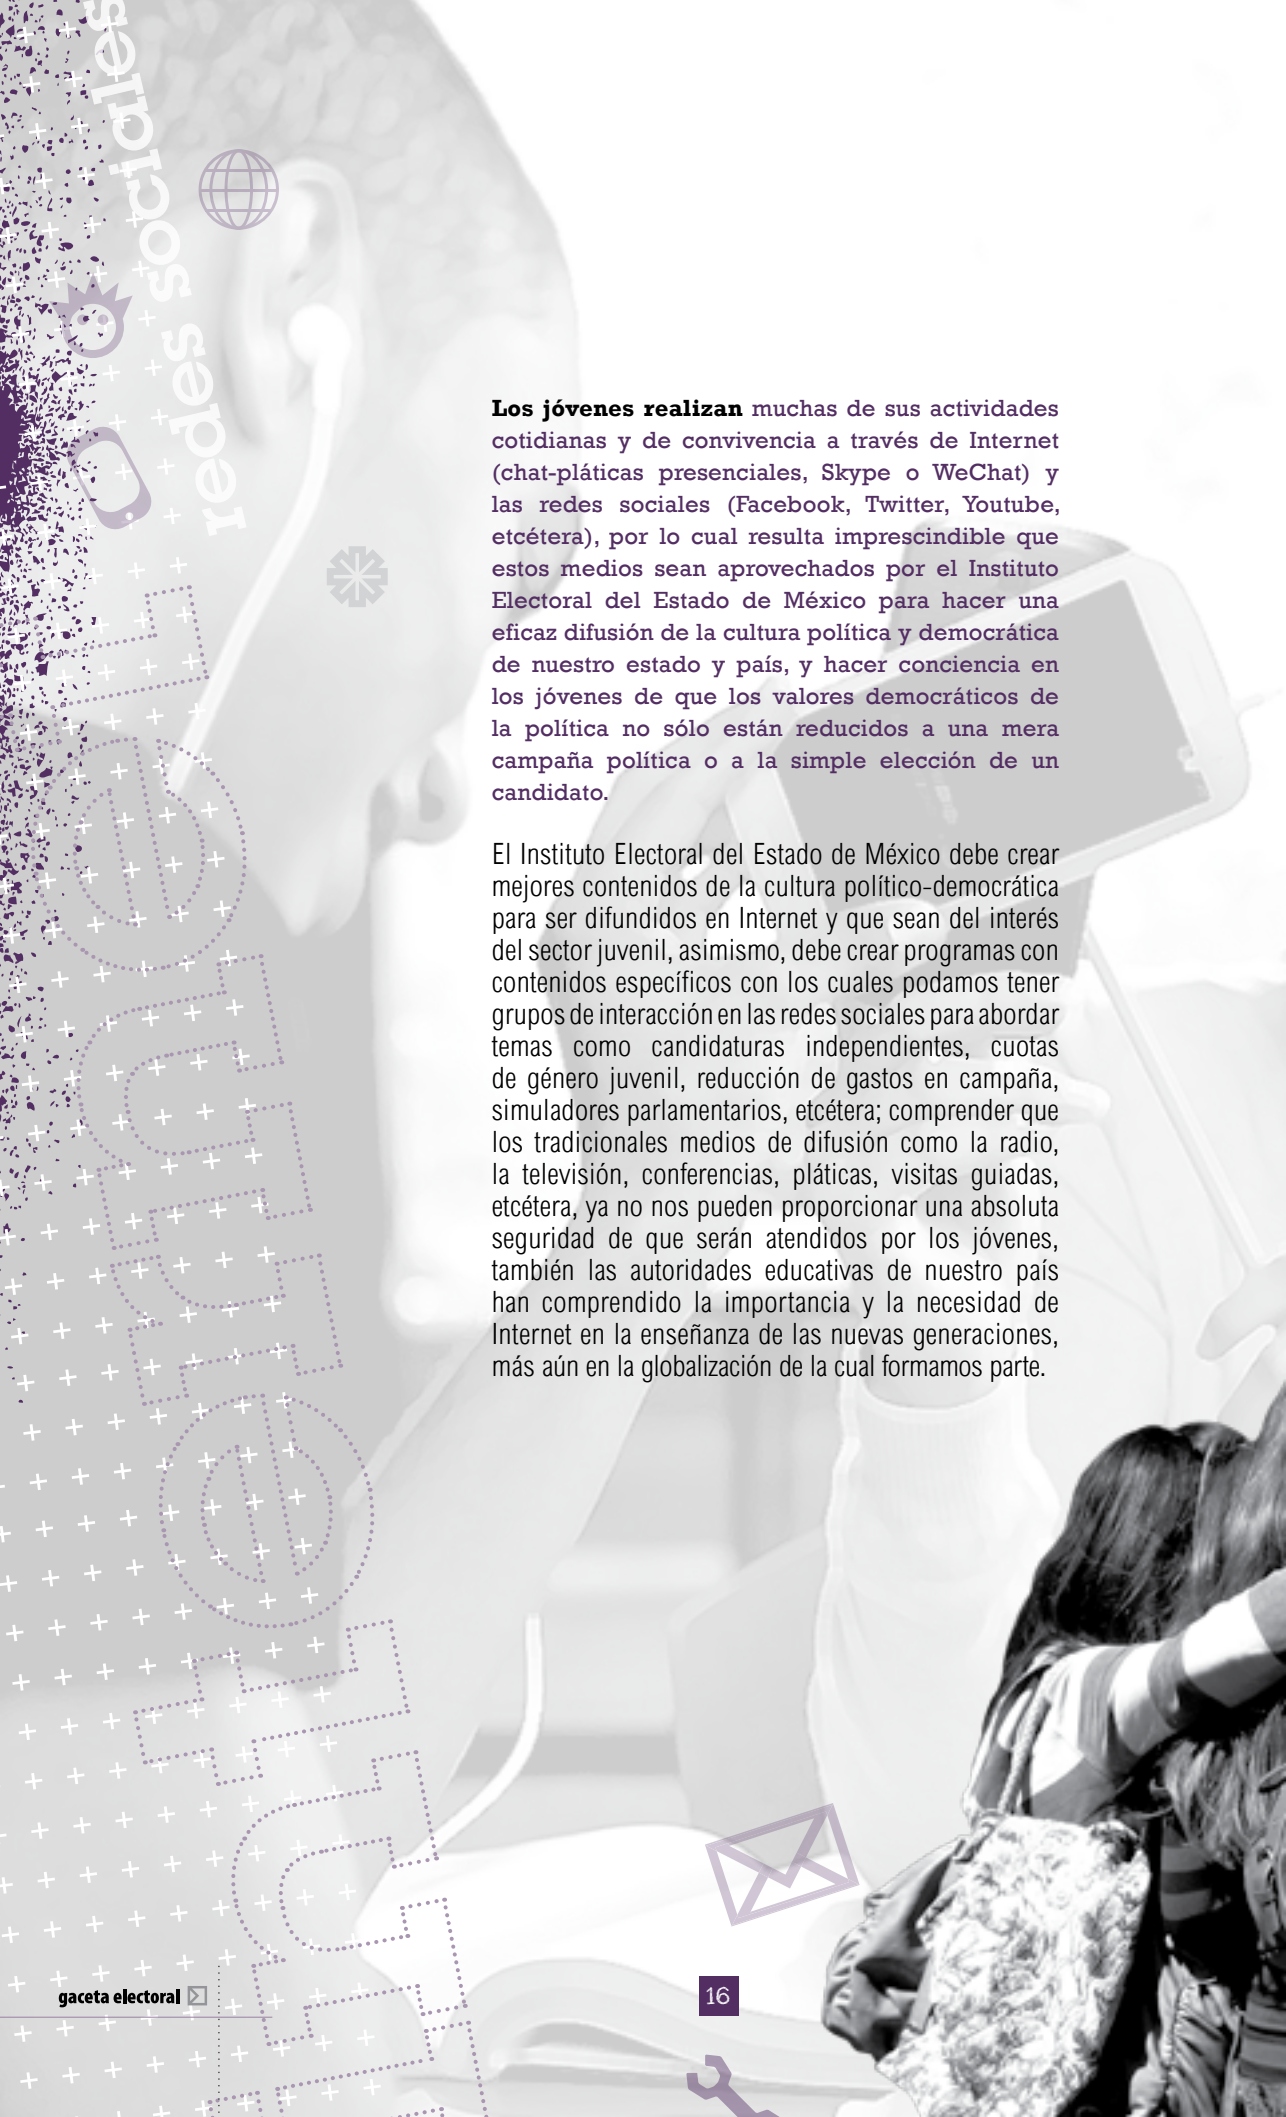 redes sociales
Internet
Los jóvenes realizan muchas de sus actividades
cotidianas y de convivencia a través de Internet
(chat-pláticas presenciales, Skype o WeChat) y
las redes sociales (Facebook, Twitter, Youtube,
etcétera), por lo cual resulta imprescindible que
estos medios sean aprovechados por el Instituto
Electoral del Estado de México para hacer una
eficaz difusión de la cultura política y democrática
de nuestro estado y país, y hacer conciencia en
los jóvenes de que los valores democráticos de
la política no sólo están reducidos a una mera
campaña política o a la simple elección de un
candidato.
El Instituto Electoral del Estado de México debe crear
mejores contenidos de la cultura político-democrática
para ser difundidos en Internet y que sean del interés
del sector juvenil, asimismo, debe crear programas con
contenidos específicos con los cuales podamos tener
grupos de interacción en las redes sociales para abordar
temas como candidaturas independientes, cuotas
de género juvenil, reducción de gastos en campaña,
simuladores parlamentarios, etcétera; comprender que
los tradicionales medios de difusión como la radio,
la televisión, conferencias, pláticas, visitas guiadas,
etcétera, ya no nos pueden proporcionar una absoluta
seguridad de que serán atendidos por los jóvenes,
también las autoridades educativas de nuestro país
han comprendido la importancia y la necesidad de
Internet en la enseñanza de las nuevas generaciones,
más aún en la globalización de la cual formamos parte.
gaceta electoral
16